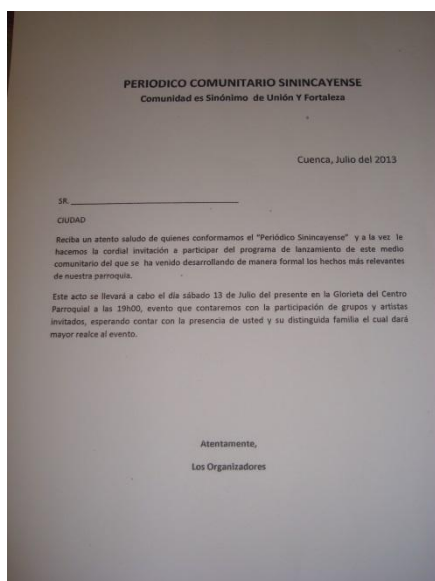 PERIODICO COMUNITARIO SININCAYENSE
Comunidad es Sinónimo de Unión Y Fortaleza
Cuenca, Julio del 2013
SR. ______________________________
CIUDAD
Reciba un atento saludo de quienes conformamos el "Periódico Sinincayense" y a la vez le
hacemos la cordial invitación a participar del programa de lanzamiento de este medio
comunitario del que se ha venido desarrollando de manera formal los hechos más relevantes
de nuestra parroquia.
Este acto se llevará a cabo el día sábado 13 de Julio del presente en la Glorieta del Centro
Parroquial a las 19h00, evento que contaremos con la participación de grupos y artistas
invitados, esperando contar con la presencia de usted y su distinguida familia el cual dará
mayor realce al evento.
Atentamente,
Los Organizadores